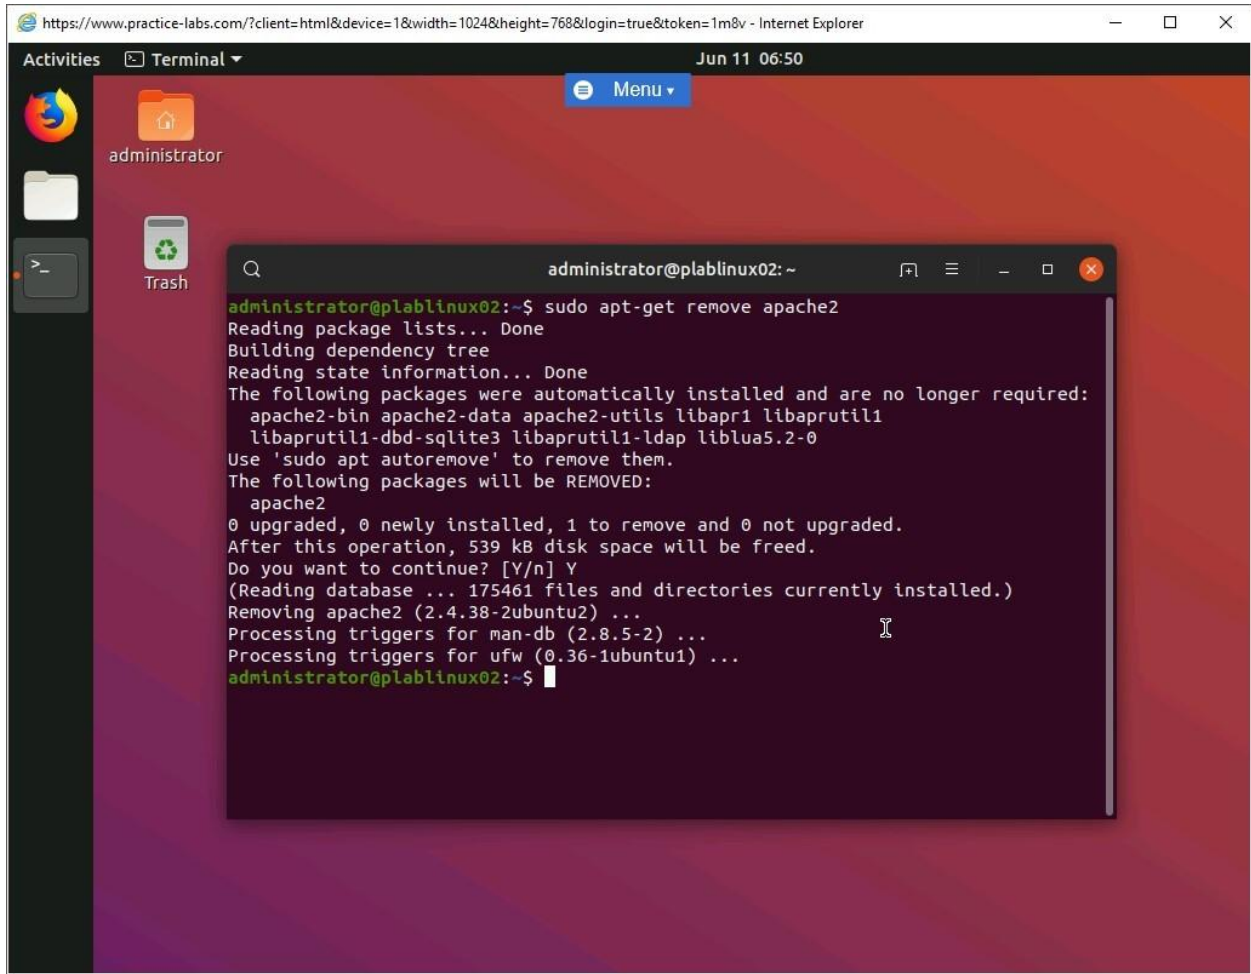 https://www.practice-labs.com/?client=html&device=1&width=1024&height=768&login=true&token=1m8v - Internet Explorer
Activities Terminal Jun 11 06:50
Menu
administrator
Trash
administrator@plablinux02: ~
administrator@plablinux02:~$ sudo apt-get remove apache2
Reading package lists... Done
Building dependency tree
Reading state information... Done
The following packages were automatically installed and are no longer required:
apache2-bin apache2-data apache2-utils libapr1 libaprutil1
libaprutil1-dbd-sqlite3 libaprutil1-ldap liblua5.2-0
Use 'sudo apt autoremove' to remove them.
The following packages will be REMOVED:
apache2
0 upgraded, 0 newly installed, 1 to remove and 0 not upgraded.
After this operation, 539 kB disk space will be freed.
Do you want to continue? [Y/n] Y
(Reading database ... 175461 files and directories currently installed.)
Removing apache2 (2.4.38-2ubuntu2) ...
Processing triggers for man-db (2.8.5-2) ...
Processing triggers for ufw (0.36-1ubuntu1) ...
administrator@plablinux02:~$